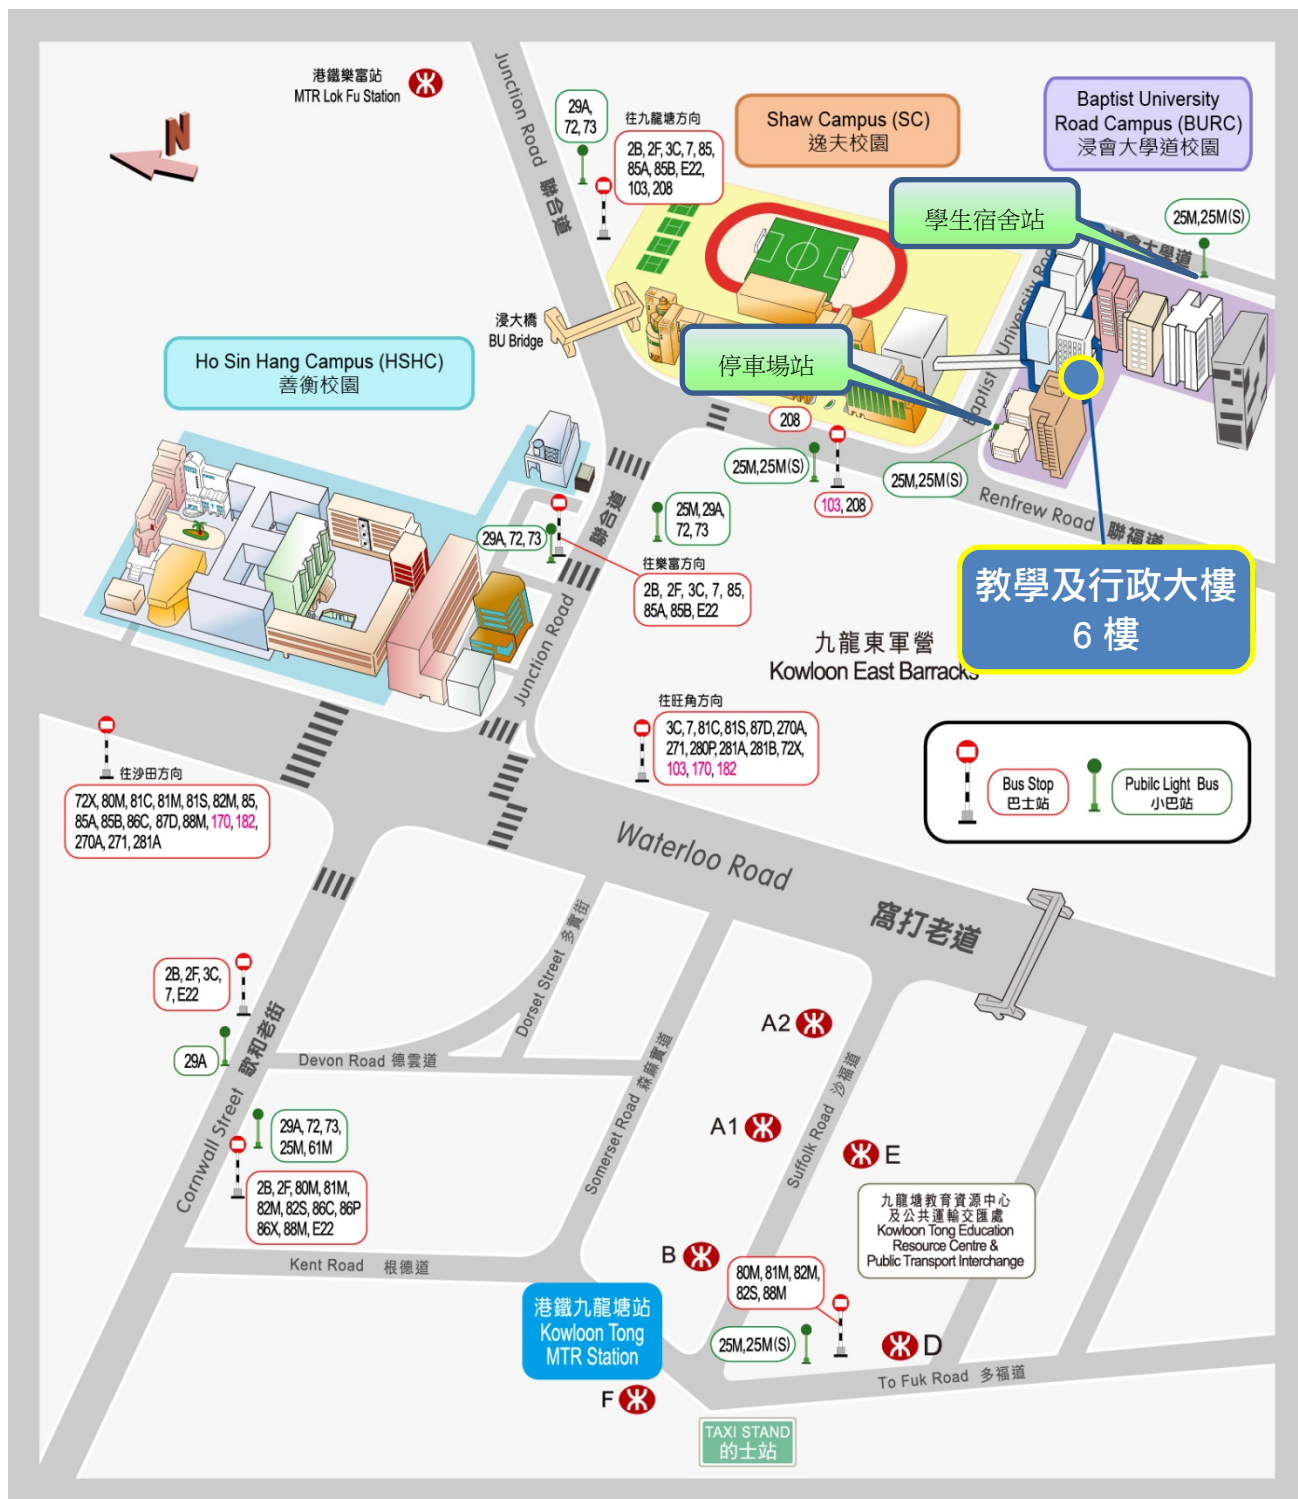 港鐵樂富站
MTR Lok Fu Station
N
Junction Road 聯合道
29A,
72, 73
往九龍塘方向
2B, 2F, 3C, 7, 85,
85A, 85B, E22,
103, 208
Shaw Campus (SC)
逸夫校園
Baptist University
Road Campus (BURC)
浸會大學道校園
學生宿舍站
25M,25M(S)
浸會大學道
Baptist University Road
浸大橋
BU Bridge
停車場站
Ho Sin Hang Campus (HSHC)
善衡校園
208
25M,25M(S)
103, 208
25M,25M(S)
Renfrew Road 聯福道
25M, 29A,
72, 73
29A, 72, 73
往樂富方向
2B, 2F, 3C, 7, 85,
85A, 85B, E22
Junction Road 聯合道
教學及行政大樓
6 樓
九龍東軍營
Kowloon East Barracks
往旺角方向
3C, 7, 81C, 81S, 87D, 270A,
271, 280P, 281A, 281B, 72X,
103, 170, 182
往沙田方向
72X, 80M, 81C, 81M, 81S, 82M, 85,
85A, 85B, 86C, 87D, 88M, 170, 182,
270A, 271, 281A
Bus Stop
巴士站
Pubilc Light Bus
小巴站
Waterloo Road 窩打老道
2B, 2F, 3C,
7, E22
29A
Cornwall Street 歌和老街
Devon Road 德雲道
Dorset Street 多實街
Somerset Road 森麻實道
Suffolk Road 沙福道
A2
A1
E
29A, 72, 73,
25M, 61M
2B, 2F, 80M, 81M,
82M, 82S, 86C, 86P
86X, 88M, E22
九龍塘教育資源中心
及公共運輸交匯處
Kowloon Tong Education
Resource Centre &
Public Transport Interchange
Kent Road 根德道
B
80M, 81M, 82M,
82S, 88M
港鐵九龍塘站
Kowloon Tong
MTR Station
25M,25M(S)
D
To Fuk Road 多福道
F
TAXI STAND
的士站